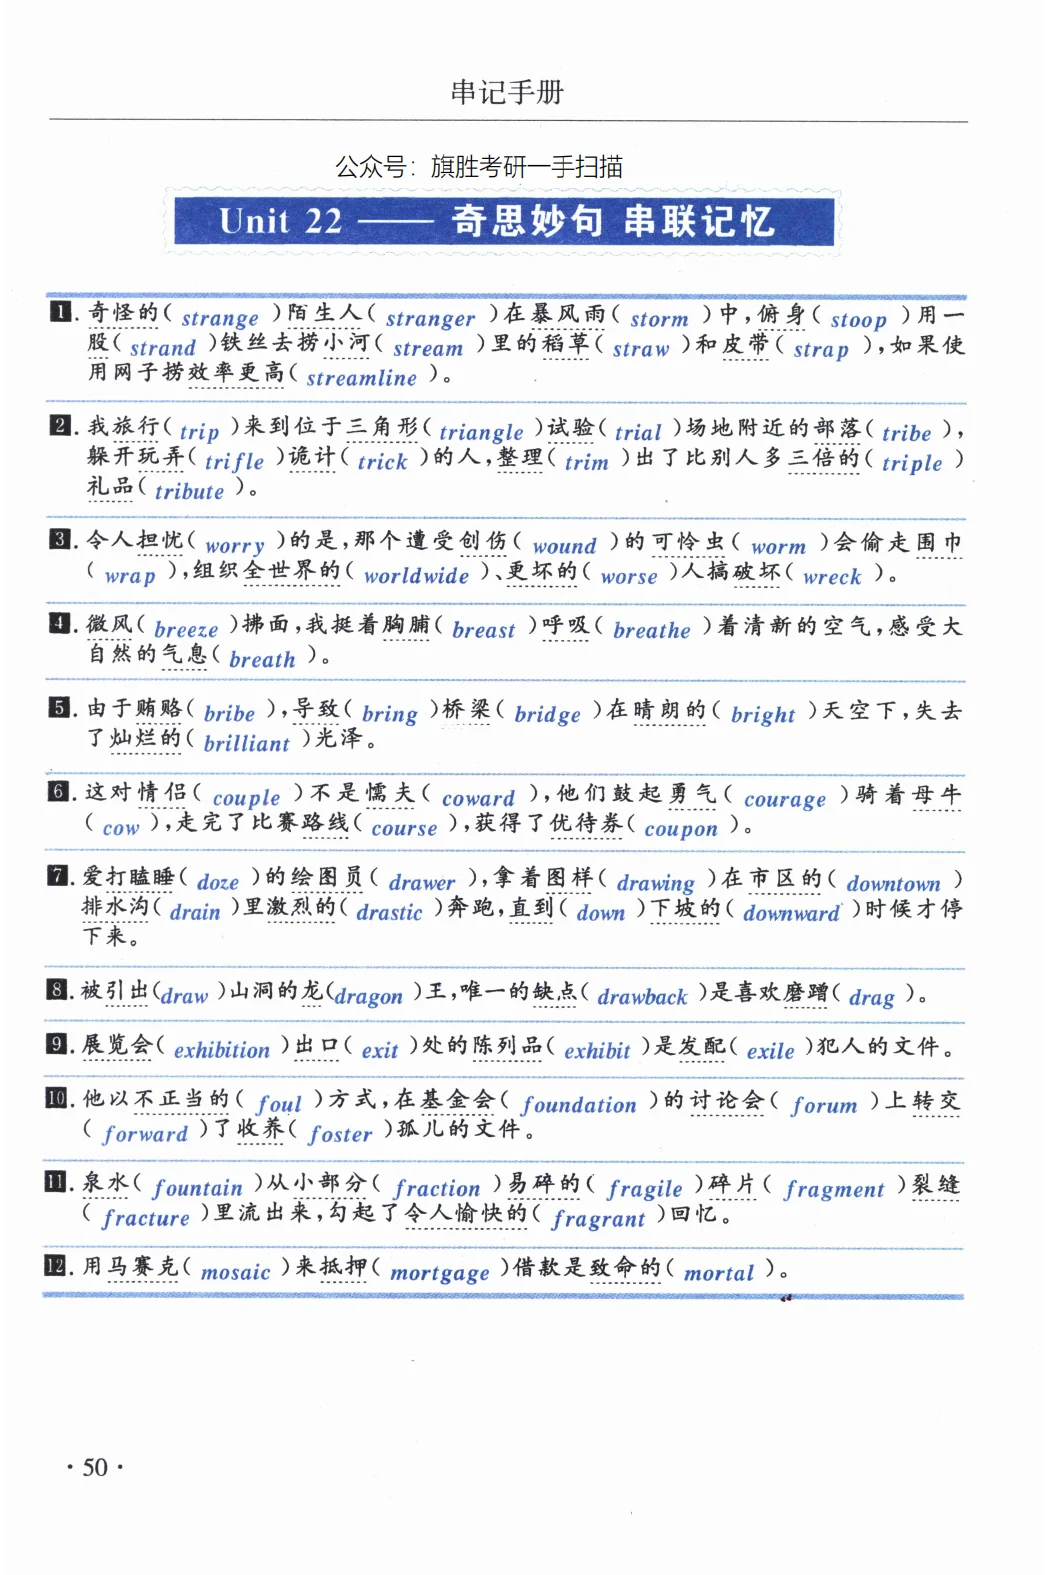 串记手册
公众号：旗胜考研一手扫描
Unit 22 —— 奇思妙句 串联记忆
1. 奇怪的( strange )陌生人( stranger )在暴风雨( storm )中,俯身( stoop )用一
股( strand )铁丝去捞小河( stream )里的稻草( straw )和皮带( strap ),如果使
用网子捞效率更高( streamline )。
2. 我旅行( trip )来到位于三角形( triangle )试验( trial )场地附近的部落( tribe ),
躲开玩弄( trifle )诡计( trick )的人,整理( trim )出了比别人多三倍的( triple )
礼品( tribute )。
3. 令人担忧( worry )的是,那个遭受创伤( wound )的可怜虫( worm )会偷走围巾
( wrap ),组织全世界的( worldwide )、更坏的( worse )人搞破坏( wreck )。
4. 微风( breeze )拂面,我挺着胸脯( breast )呼吸( breathe )着清新的空气,感受大
自然的气息( breath )。
5. 由于贿赂( bribe ),导致( bring )桥梁( bridge )在晴朗的( bright )天空下,失去
了灿烂的( brilliant )光泽。
6. 这对情侣( couple )不是懦夫( coward ),他们鼓起勇气( courage )骑着母牛
( cow ),走完了比赛路线( course ),获得了优待券( coupon )。
7. 爱打瞌睡( doze )的绘图员( drawer ),拿着图样( drawing )在市区的( downtown )
排水沟( drain )里激烈的( drastic )奔跑,直到( down )下坡的( downward )时候才停
下来。
8. 被引出(draw )山洞的龙(dragon )王,唯一的缺点( drawback )是喜欢磨蹭( drag )。
9. 展览会( exhibition )出口( exit )处的陈列品( exhibit )是发配( exile )犯人的文件。
10. 他以不正当的( foul )方式,在基金会( foundation )的讨论会( forum )上转交
( forward )了收养( foster )孤儿的文件。
11. 泉水( fountain )从小部分( fraction )易碎的( fragile )碎片( fragment )裂缝
( fracture )里流出来,勾起了令人愉快的( fragrant )回忆。
12. 用马赛克( mosaic )来抵押( mortgage )借款是致命的( mortal )。
· 50 ·